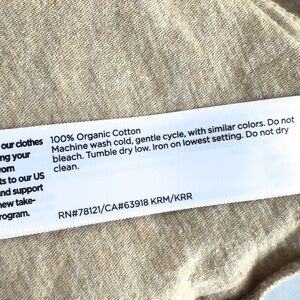 our clothes
ng your
rom
ts to our US
and support
new take-
rogram.
100% Organic Cotton
Machine wash cold, gentle cycle, with similar colors. Do not
bleach. Tumble dry low. Iron on lowest setting. Do not dry
clean.
RN#78121/CA#63918 KRM/KRR